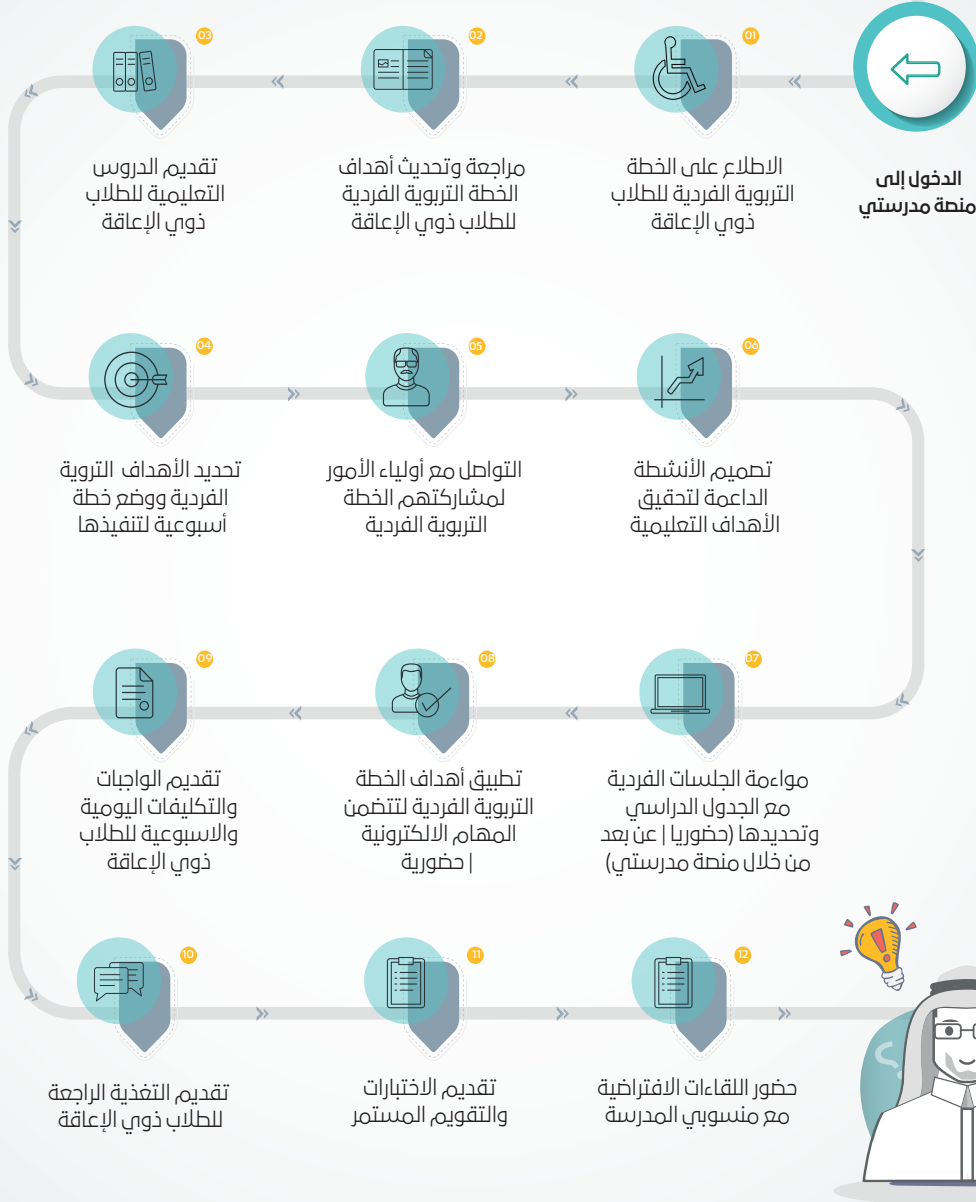 الدخول إلى
منصة مدرستي
01
الاطلاع على الخطة
التربوية الفردية للطلاب
ذوي الإعاقة
02
مراجعة وتحديث أهداف
الخطة التربوية الفردية
للطلاب ذوي الإعاقة
03
تقديم الدروس
التعليمية للطلاب
ذوي الإعاقة
04
تحديد الأهداف التروية
الفردية ووضع خطة
أسبوعية لتنفيذها
05
التواصل مع أولياء الأمور
لمشاركتهم الخطة
التربوية الفردية
06
تصميم الأنشطة
الداعمة لتحقيق
الأهداف التعليمية
07
مواءمة الجلسات الفردية
مع الجدول الدراسي
وتحديدها (حضوريا | عن بعد
من خلال منصة مدرستي)
08
تطبيق أهداف الخطة
التربوية الفردية لتتضمن
المهام الالكترونية
| حضورية
09
تقديم الواجبات
والتكليفات اليومية
والاسبوعية للطلاب
ذوي الإعاقة
10
تقديم التغذية الراجعة
للطلاب ذوي الإعاقة
11
تقديم الاختبارات
والتقويم المستمر
12
حضور اللقاءات الافتراضية
مع منسوبي المدرسة
؟